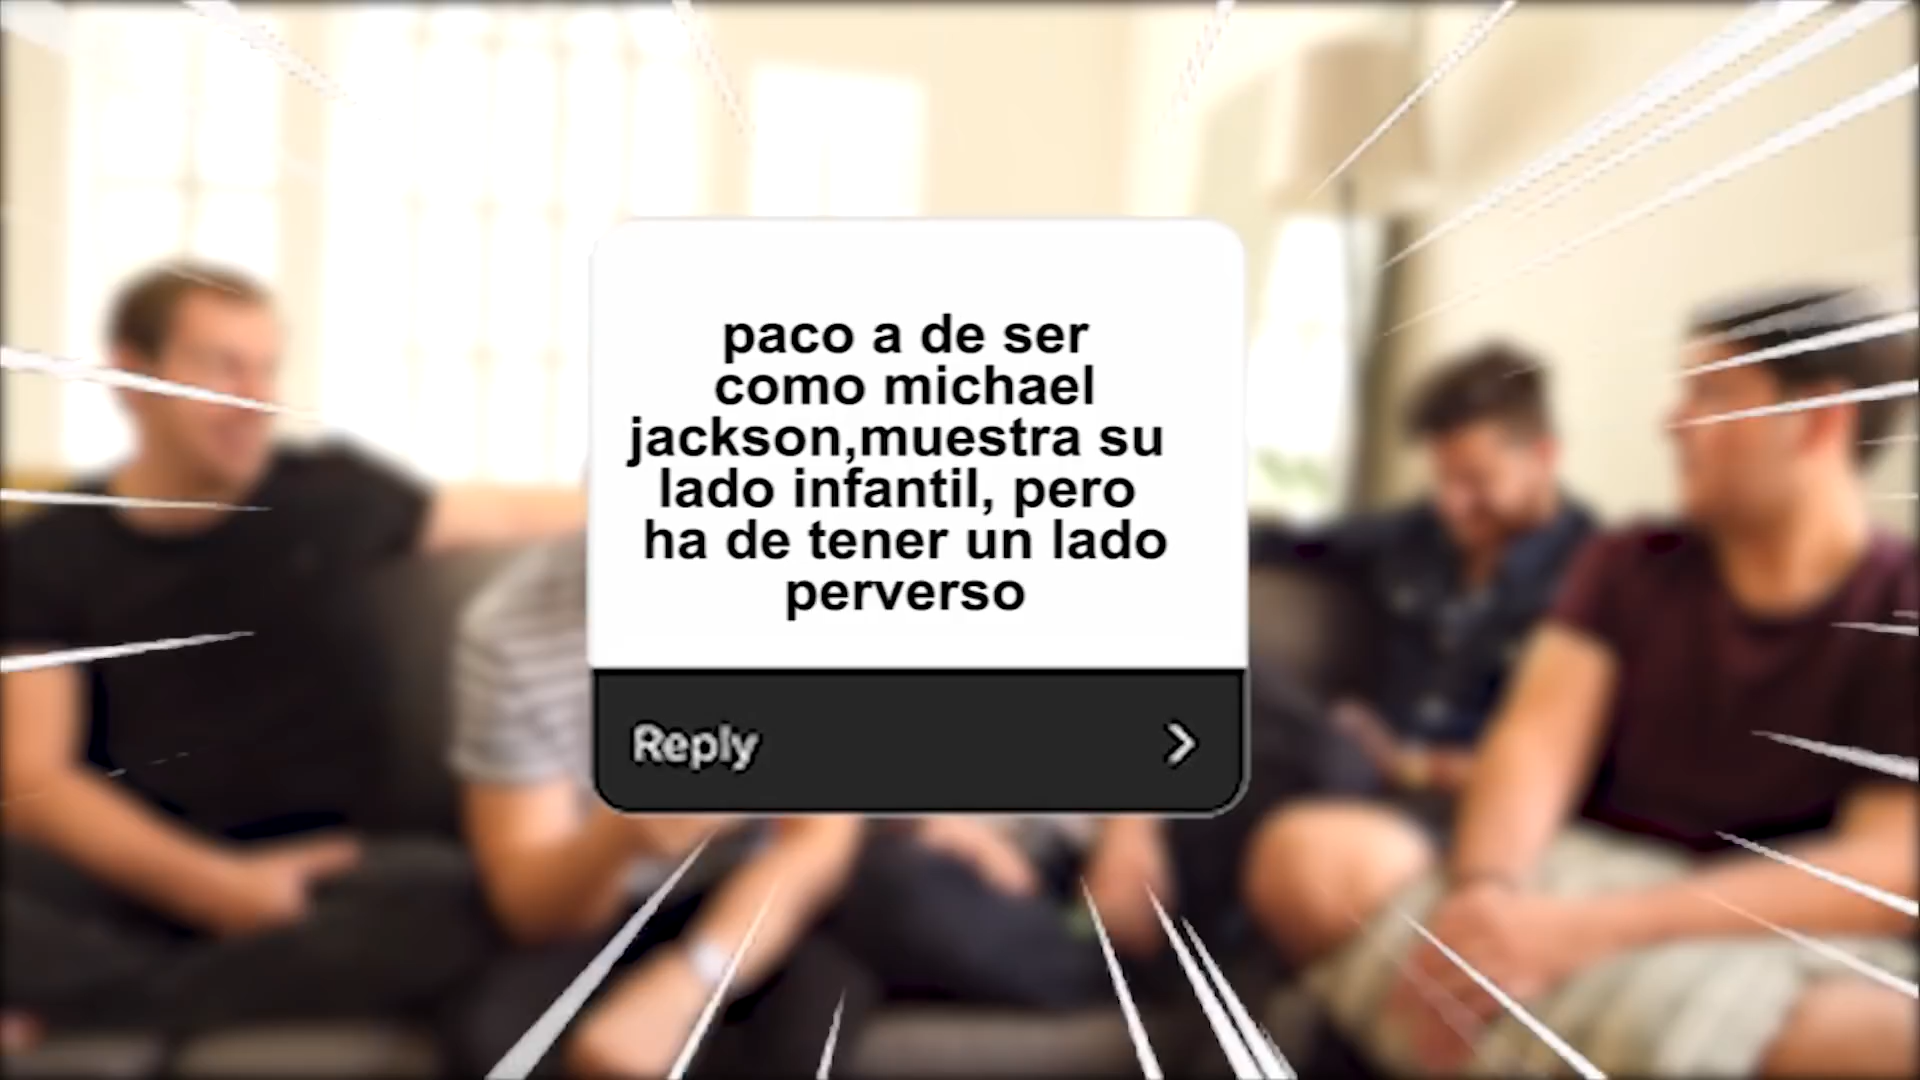 paco a de ser
como michael
jackson,muestra su
lado infantil, pero
ha de tener un lado
perverso
Reply